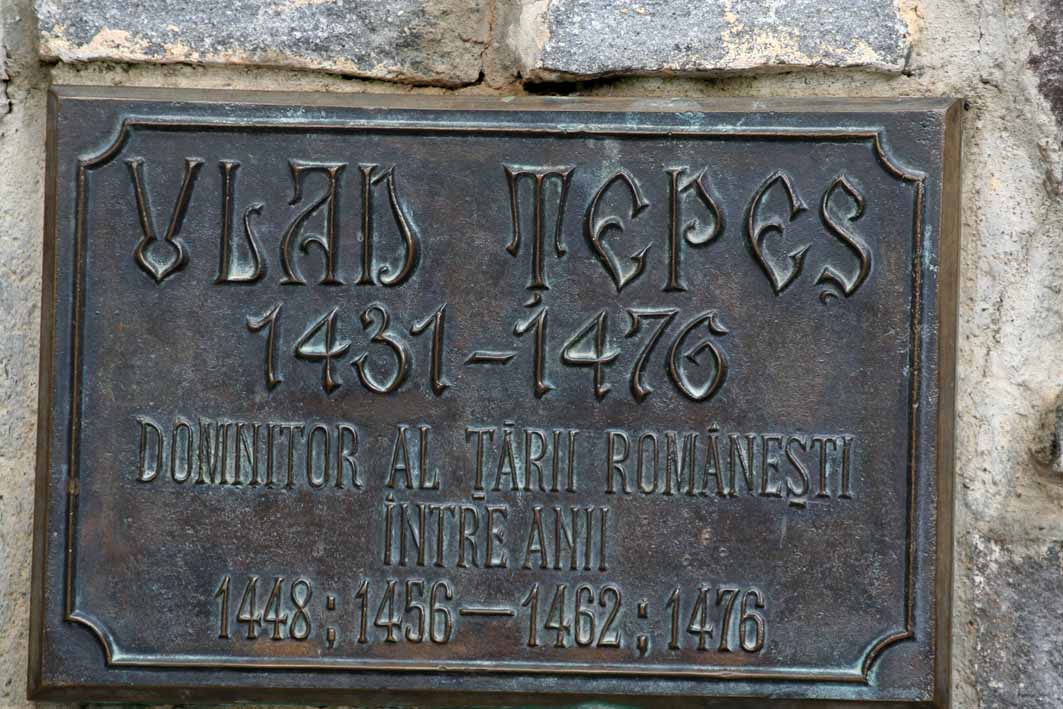 VLAD ȚEPEȘ
1431 - 1476
DOMNITOR AL ȚĂRII ROMÂNEȘTI
ÎNTRE ANII
1448; 1456 — 1462; 1476